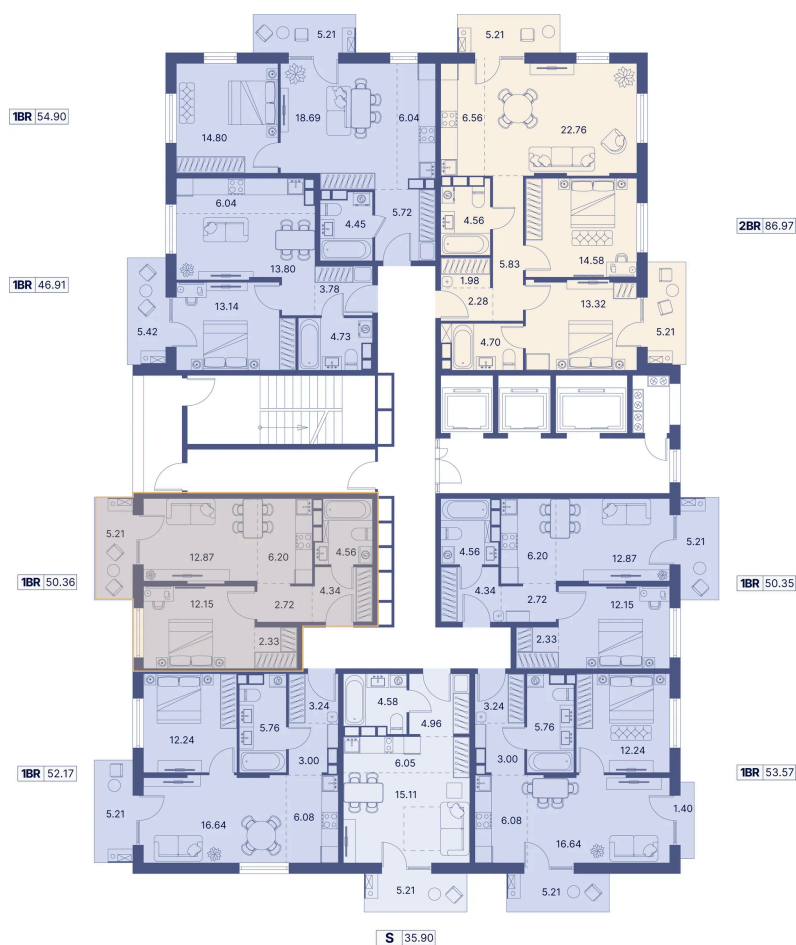 5.21 5.21
1BR 54.90
14.80 18.69 6.04 6.56 22.76
6.04 4.45 5.72 4.56
2BR 86.97
13.80 5.83 14.58
1BR 46.91
3.78 1.98
13.14 2.28 13.32
5.42 4.73 4.70 5.21
5.21 12.87 6.20 4.56 4.56 6.20 12.87 5.21
1BR 50.36
1BR 50.35
12.15 2.72 4.34 4.34 2.72 12.15
2.33 2.33
12.24 5.76 3.24 4.58 4.96 3.24 5.76 12.24
3.00 6.05 3.00
1BR 52.17
1BR 53.57
5.21 16.64 6.08 15.11 6.08 16.64 1.40
5.21 5.21
S 35.90